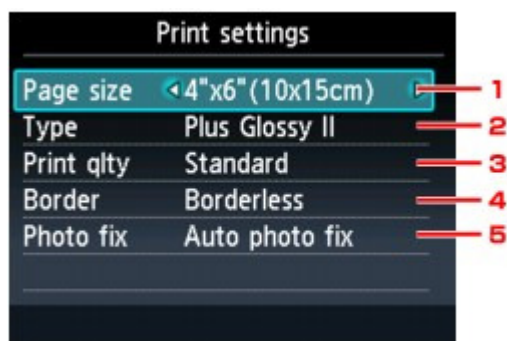 Print settings
Page size 4"x6"(10x15cm) 1
Type Plus Glossy II 2
Print qlty Standard 3
Border Borderless 4
Photo fix Auto photo fix 5